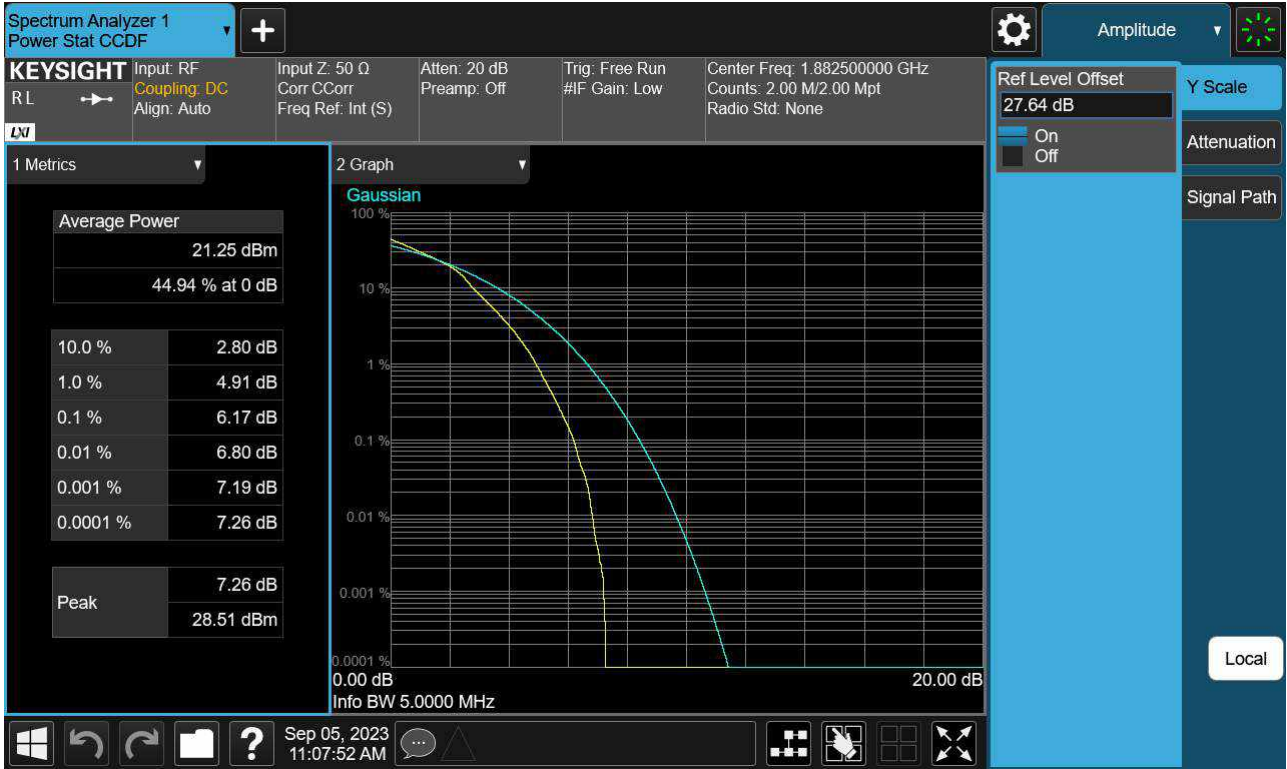 Spectrum Analyzer 1
Power Stat CCDF
Amplitude
KEYSIGHT
R L
LXI
Input: RF
Coupling: DC
Align: Auto
Input Z: 50 Ω
Corr CCorr
Freq Ref: Int (S)
Atten: 20 dB
Preamp: Off
Trig: Free Run
#IF Gain: Low
Center Freq: 1.882500000 GHz
Counts: 2.00 M/2.00 Mpt
Radio Std: None
Ref Level Offset
27.64 dB
On
Off
Y Scale
Attenuation
Signal Path
Local
1 Metrics
Average Power
21.25 dBm
44.94 % at 0 dB
10.0 % 2.80 dB
1.0 % 4.91 dB
0.1 % 6.17 dB
0.01 % 6.80 dB
0.001 % 7.19 dB
0.0001 % 7.26 dB
Peak
7.26 dB
28.51 dBm
2 Graph
Gaussian
100 %
10 %
1 %
0.1 %
0.01 %
0.001 %
0.0001 %
0.00 dB 20.00 dB
Info BW 5.0000 MHz
?
Sep 05, 2023
11:07:52 AM